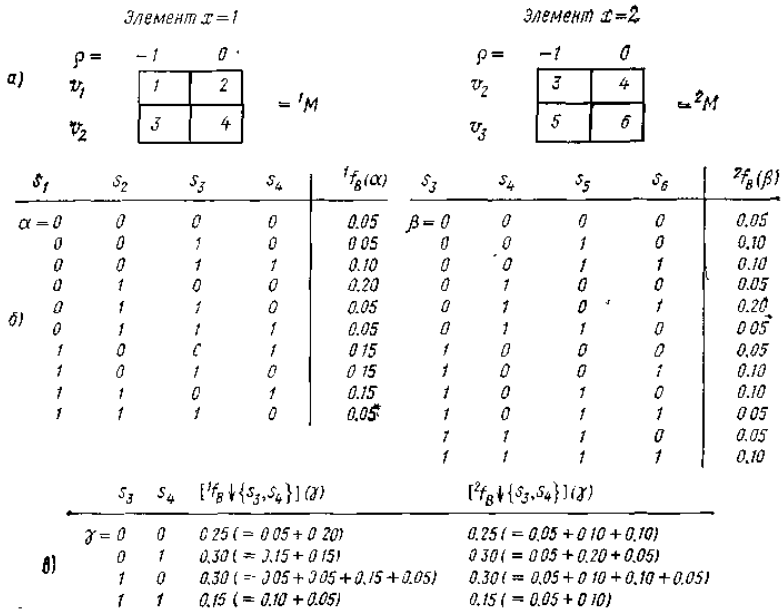 Элемент x=1 Элемент x=2
ρ= -1 0 ρ= -1 0
а) v₁ 1 2 = ¹M v₂ 3 4 = ²M
v₂ 3 4 v₃ 5 6
s₁ s₂ s₃ s₄ ¹f_B(α) s₃ s₄ s₅ s₆ ²f_B(β)
α=0 0 0 0 0.05 β=0 0 0 0 0.05
0 0 1 0 0 05 0 0 1 0 0.10
0 0 1 1 0.10 0 0 1 1 0.10
0 1 0 0 0.20 0 1 0 0 0.05
б) 0 1 1 0 0.05 0 1 0 1 0.20
0 1 1 1 0.05 0 1 1 0 0 05
1 0 0 1 0 15 1 0 0 0 0.05
1 0 1 0 0 15 1 0 0 1 0.10
1 1 0 1 0.15 1 0 1 0 0.10
1 1 1 0 0.05 1 0 1 1 0 05
1 1 1 0 0.05
1 1 1 1 0.10
s₃ s₄ [¹f_B↓{s₃,s₄}](γ) [²f_B↓{s₃,s₄}](γ)
γ=0 0 0 25 (= 0 05 + 0 20) 0.25 (= 0.05 + 0 10 + 0.10)
в) 0 1 0.30 (= 0.15 + 0 15) 0 30 (= 0 05 + 0.20 + 0.05)
1 0 0.30 (= 0 05 + 0 05 + 0.15 + 0 05) 0.30 (= 0.05 + 0 10 + 0.10 + 0.05)
1 1 0.15 (= 0.10 + 0.05) 0.15 (= 0.05 + 0 10)